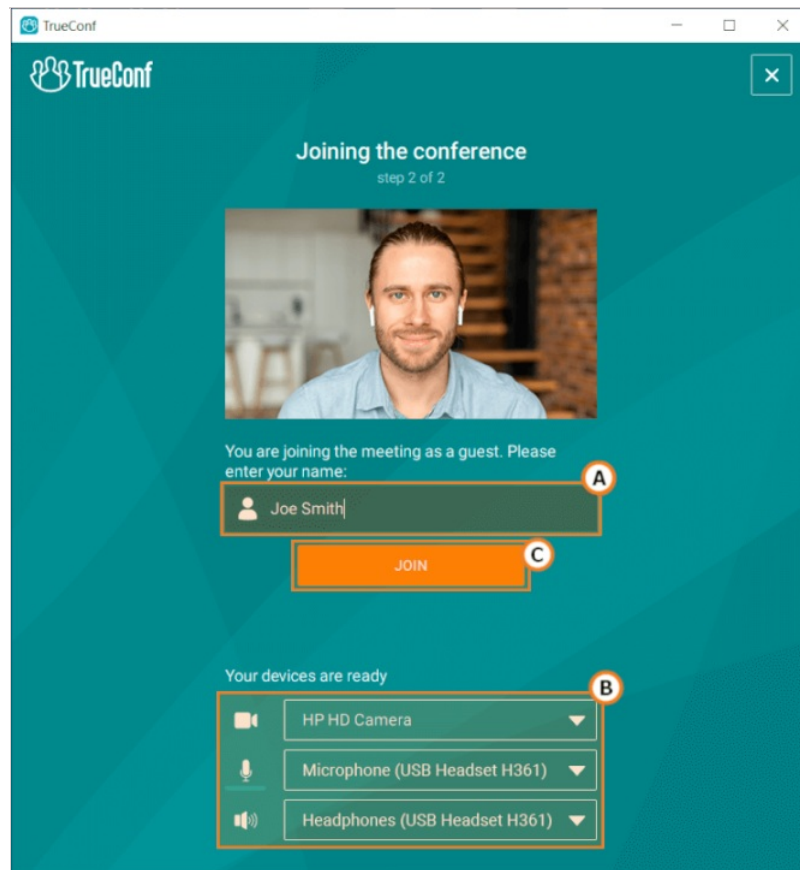 TrueConf
TrueConf
Joining the conference
step 2 of 2
You are joining the meeting as a guest. Please
enter your name:
A
Joe Smith
JOIN
C
Your devices are ready
B
HP HD Camera
Microphone (USB Headset H361)
Headphones (USB Headset H361)